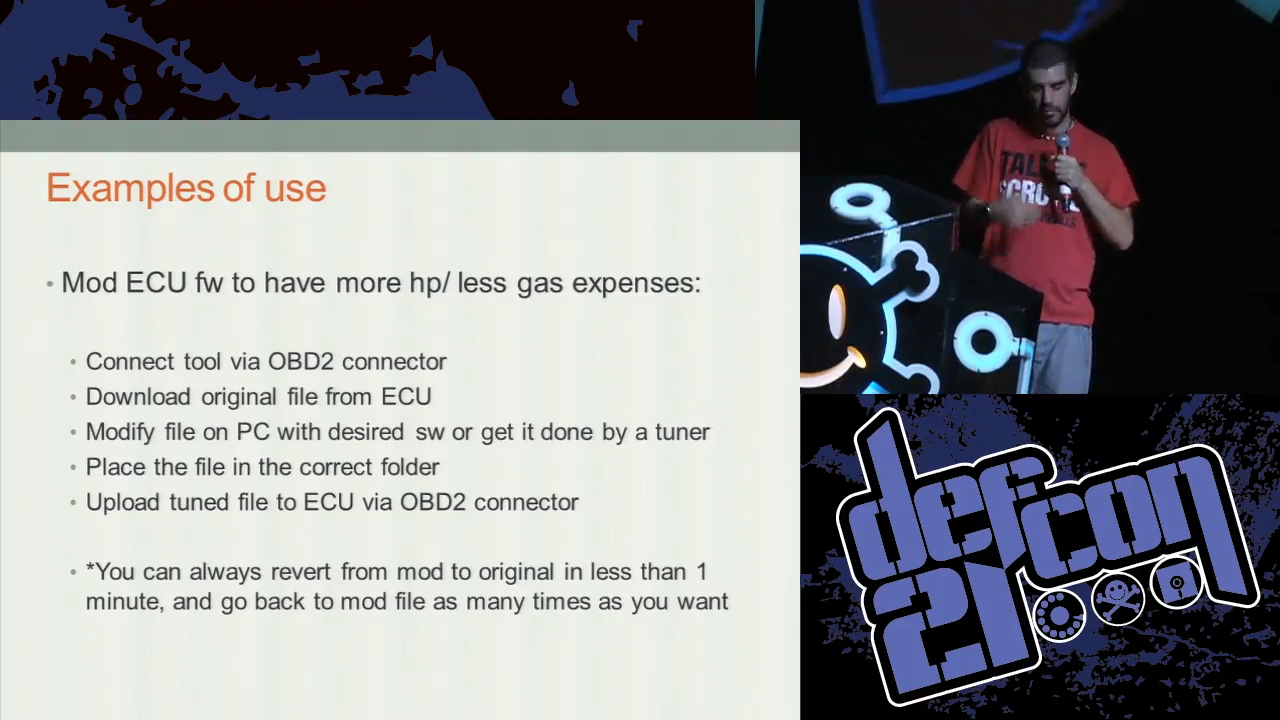 Examples of use
• Mod ECU fw to have more hp/ less gas expenses:
• Connect tool via OBD2 connector
• Download original file from ECU
• Modify file on PC with desired sw or get it done by a tuner
• Place the file in the correct folder
• Upload tuned file to ECU via OBD2 connector
• *You can always revert from mod to original in less than 1
minute, and go back to mod file as many times as you want
defcon
21